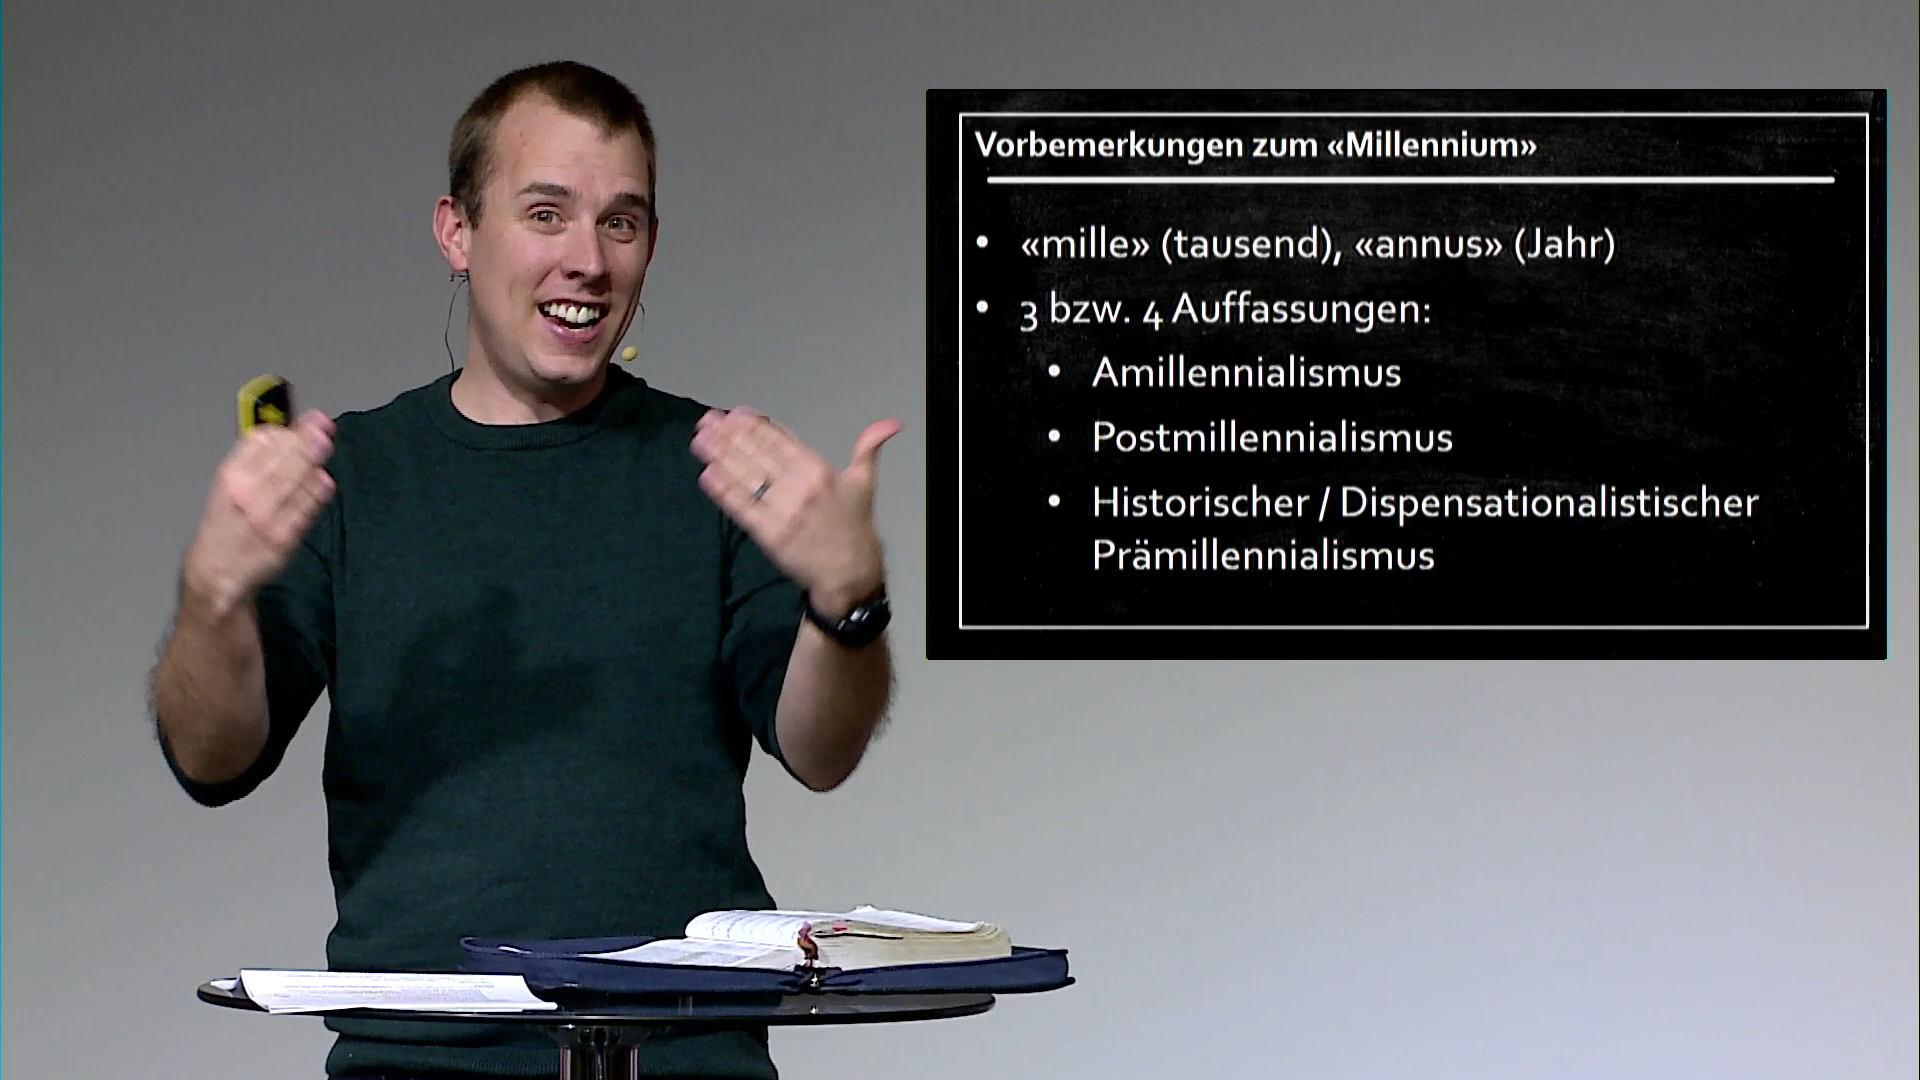 Vorbemerkungen zum «Millennium»
• «mille» (tausend), «annus» (Jahr)
• 3 bzw. 4 Auffassungen:
• Amillennialismus
• Postmillennialismus
• Historischer / Dispensationalistischer
Prämillennialismus